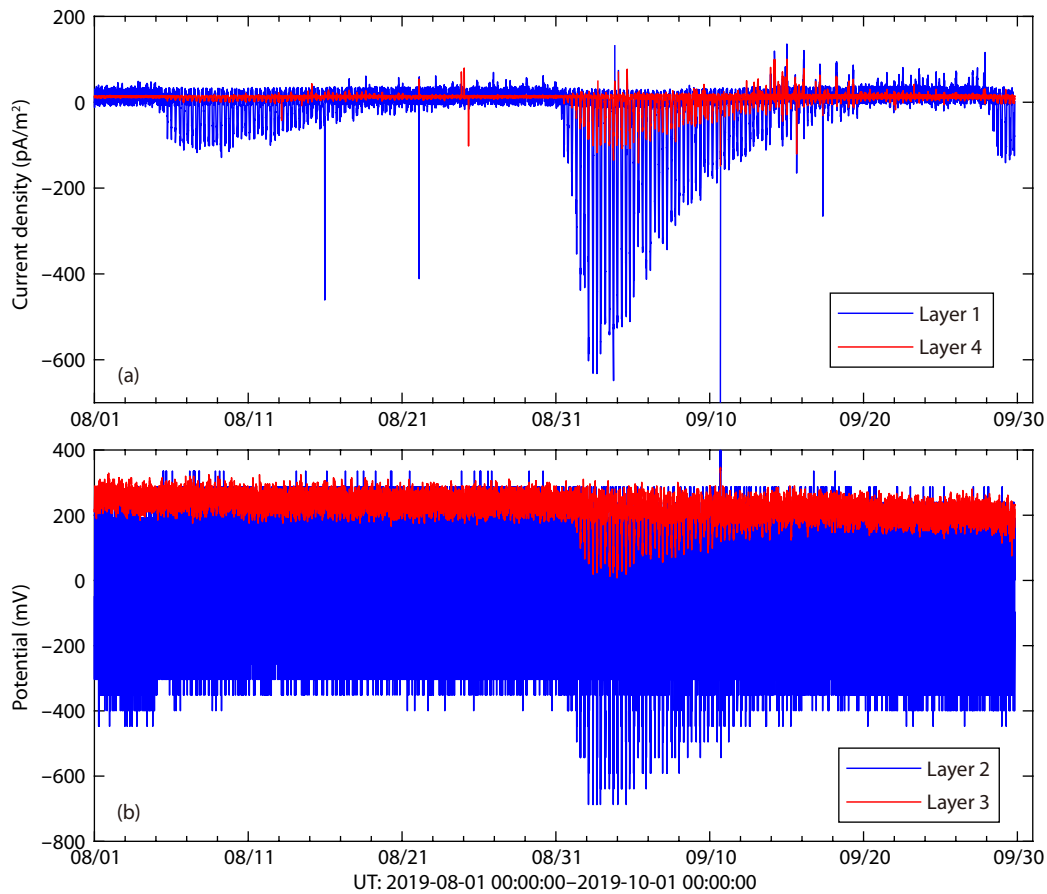 200
0
−200
−400
−600
Current density (pA/m²)
Layer 1
Layer 4
(a)
08/01 08/11 08/21 08/31 09/10 09/20 09/30
400
200
0
−200
−400
−600
−800
Potential (mV)
Layer 2
Layer 3
(b)
08/01 08/11 08/21 08/31 09/10 09/20 09/30
UT: 2019-08-01 00:00:00−2019-10-01 00:00:00